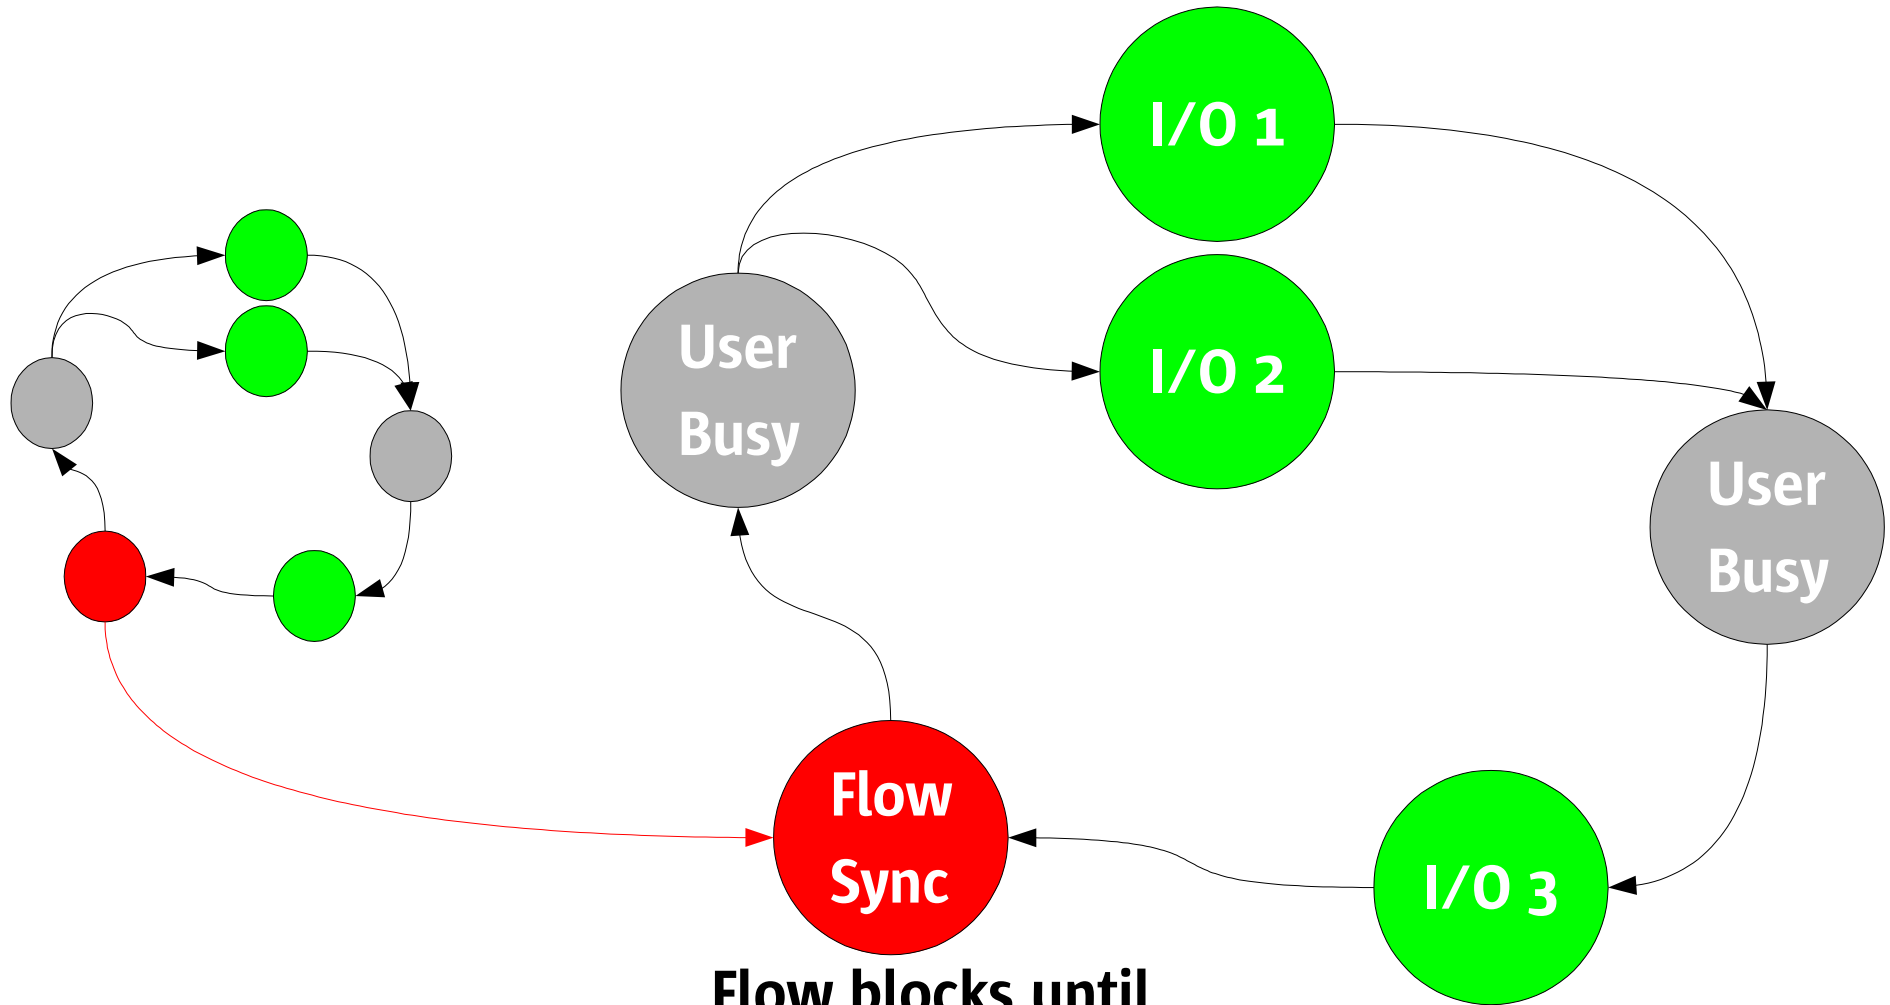 I/O 1
User
Busy
I/O 2
User
Busy
Flow
Sync
I/O 3
Flow blocks until